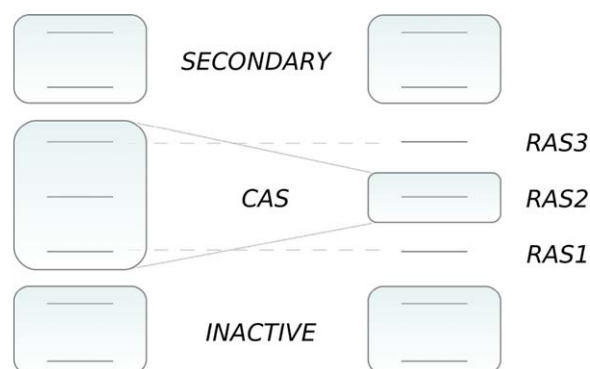 SECONDARY
RAS3
CAS
RAS2
RAS1
INACTIVE